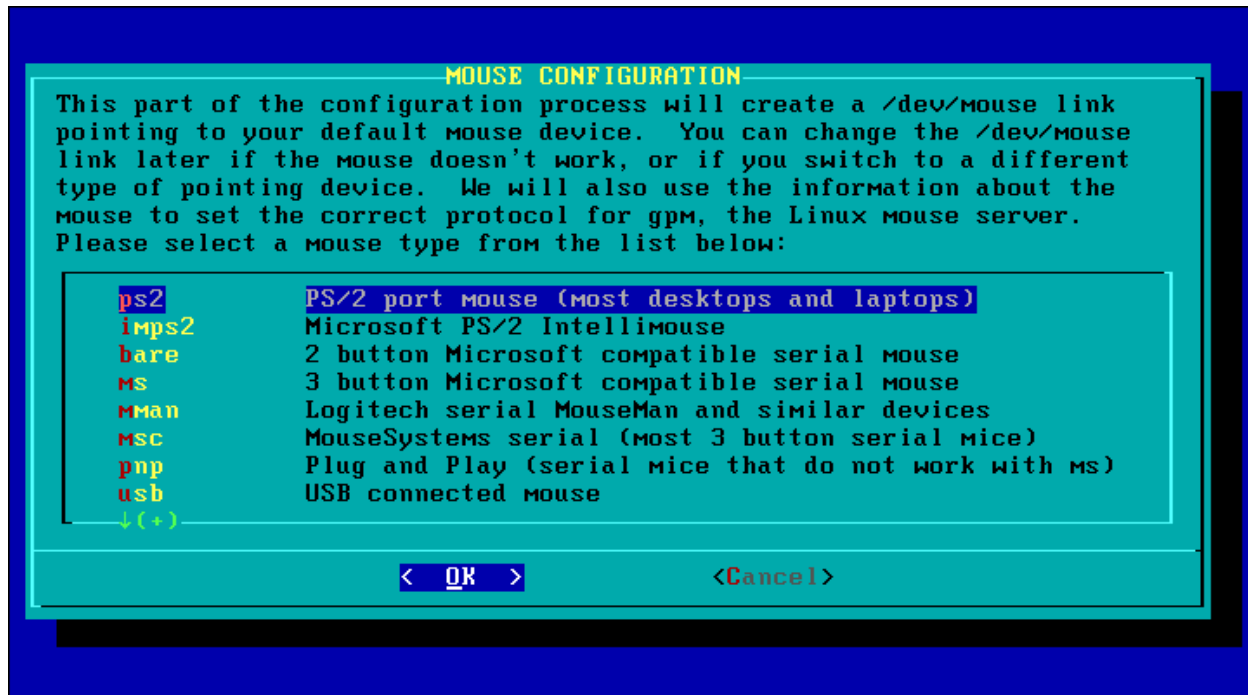 MOUSE CONFIGURATION
This part of the configuration process will create a /dev/mouse link
pointing to your default mouse device.  You can change the /dev/mouse
link later if the mouse doesn't work, or if you switch to a different
type of pointing device.  We will also use the information about the
mouse to set the correct protocol for gpm, the Linux mouse server.
Please select a mouse type from the list below:
ps2 PS/2 port mouse (most desktops and laptops)
imps2 Microsoft PS/2 Intellimouse
bare 2 button Microsoft compatible serial mouse
ms 3 button Microsoft compatible serial mouse
mman Logitech serial MouseMan and similar devices
msc MouseSystems serial (most 3 button serial mice)
pnp Plug and Play (serial mice that do not work with ms)
usb USB connected mouse
↓(+)
< OK > <Cancel>